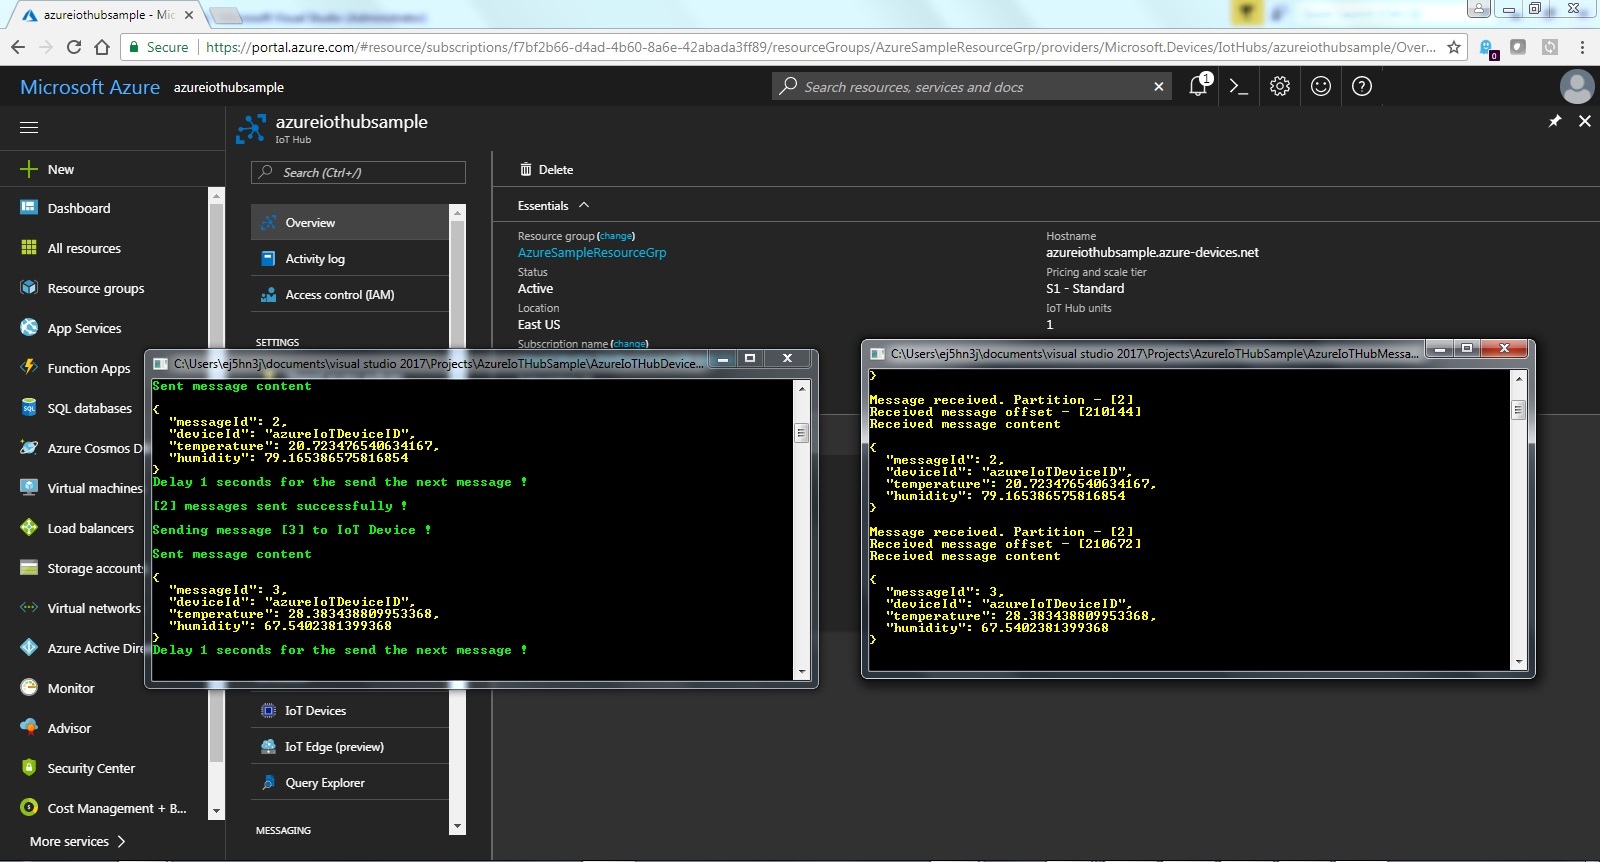 azureiothubsample - Mic
Secure
https://portal.azure.com/#resource/subscriptions/f7bf2b66-d4ad-4b60-8a6e-42abada3ff89/resourceGroups/AzureSampleResourceGrp/providers/Microsoft.Devices/IotHubs/azureiothubsample/Over...
0
Microsoft Azure
azureiothubsample
Search resources, services and docs
1
azureiothubsample
IoT Hub
New
Dashboard
All resources
Resource groups
App Services
Function Apps
SQL databases
Azure Cosmos D
Virtual machines
Load balancers
Storage account
Virtual networks
Azure Active Dire
Monitor
Advisor
Security Center
Cost Management + B...
More services
Search (Ctrl+/)
Overview
Activity log
Access control (IAM)
SETTINGS
IoT Devices
IoT Edge (preview)
Query Explorer
MESSAGING
Delete
Essentials
Resource group (change)
AzureSampleResourceGrp
Status
Active
Location
East US
Subscription name (change)
Hostname
azureiothubsample.azure-devices.net
Pricing and scale tier
S1 - Standard
IoT Hub units
1
C:\Users\ej5hn3j\documents\visual studio 2017\Projects\AzureIoTHubSample\AzureIoTHubDevice...
Sent message content
{
"messageId": 2,
"deviceId": "azureIoTDeviceID",
"temperature": 20.723476540634167,
"humidity": 79.165386575816854
}
Delay 1 seconds for the send the next message !
[2] messages sent successfully !
Sending message [3] to IoT Device !
Sent message content
{
"messageId": 3,
"deviceId": "azureIoTDeviceID",
"temperature": 28.383438809953368,
"humidity": 67.5402381399368
}
Delay 1 seconds for the send the next message !
C:\Users\ej5hn3j\documents\visual studio 2017\Projects\AzureIoTHubSample\AzureIoTHubMessa...
}
Message received. Partition - [2]
Received message offset - [210144]
Received message content
{
"messageId": 2,
"deviceId": "azureIoTDeviceID",
"temperature": 20.723476540634167,
"humidity": 79.165386575816854
}
Message received. Partition - [2]
Received message offset - [210672]
Received message content
{
"messageId": 3,
"deviceId": "azureIoTDeviceID",
"temperature": 28.383438809953368,
"humidity": 67.5402381399368
}